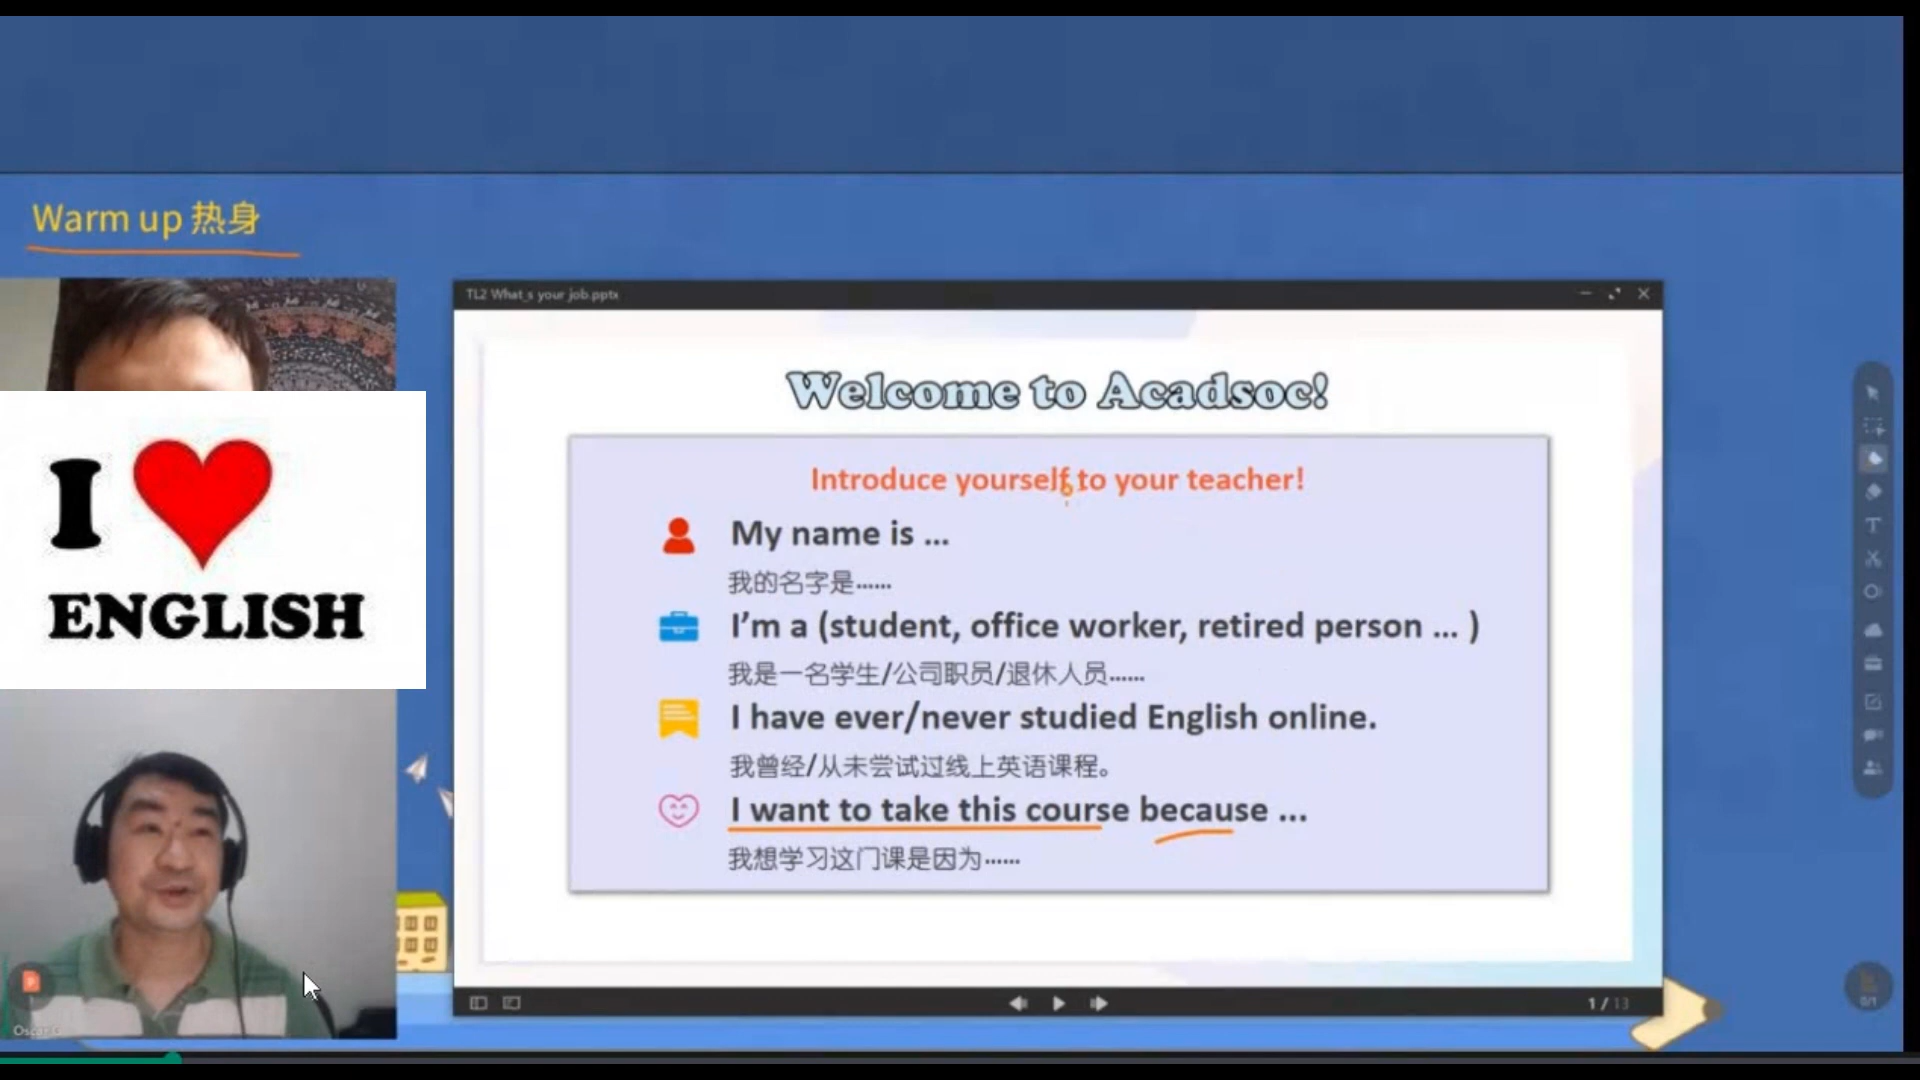 Warm up 热身
TL2 What_s your job.pptx
I
ENGLISH
Welcome to Acadsoc!
Introduce yourself to your teacher!
My name is ...
我的名字是……
I’m a (student, office worker, retired person ... )
我是一名学生/公司职员/退休人员……
I have ever/never studied English online.
我曾经/从未尝试过线上英语课程。
I want to take this course because ...
我想学习这门课是因为……
1 / 13
0/1